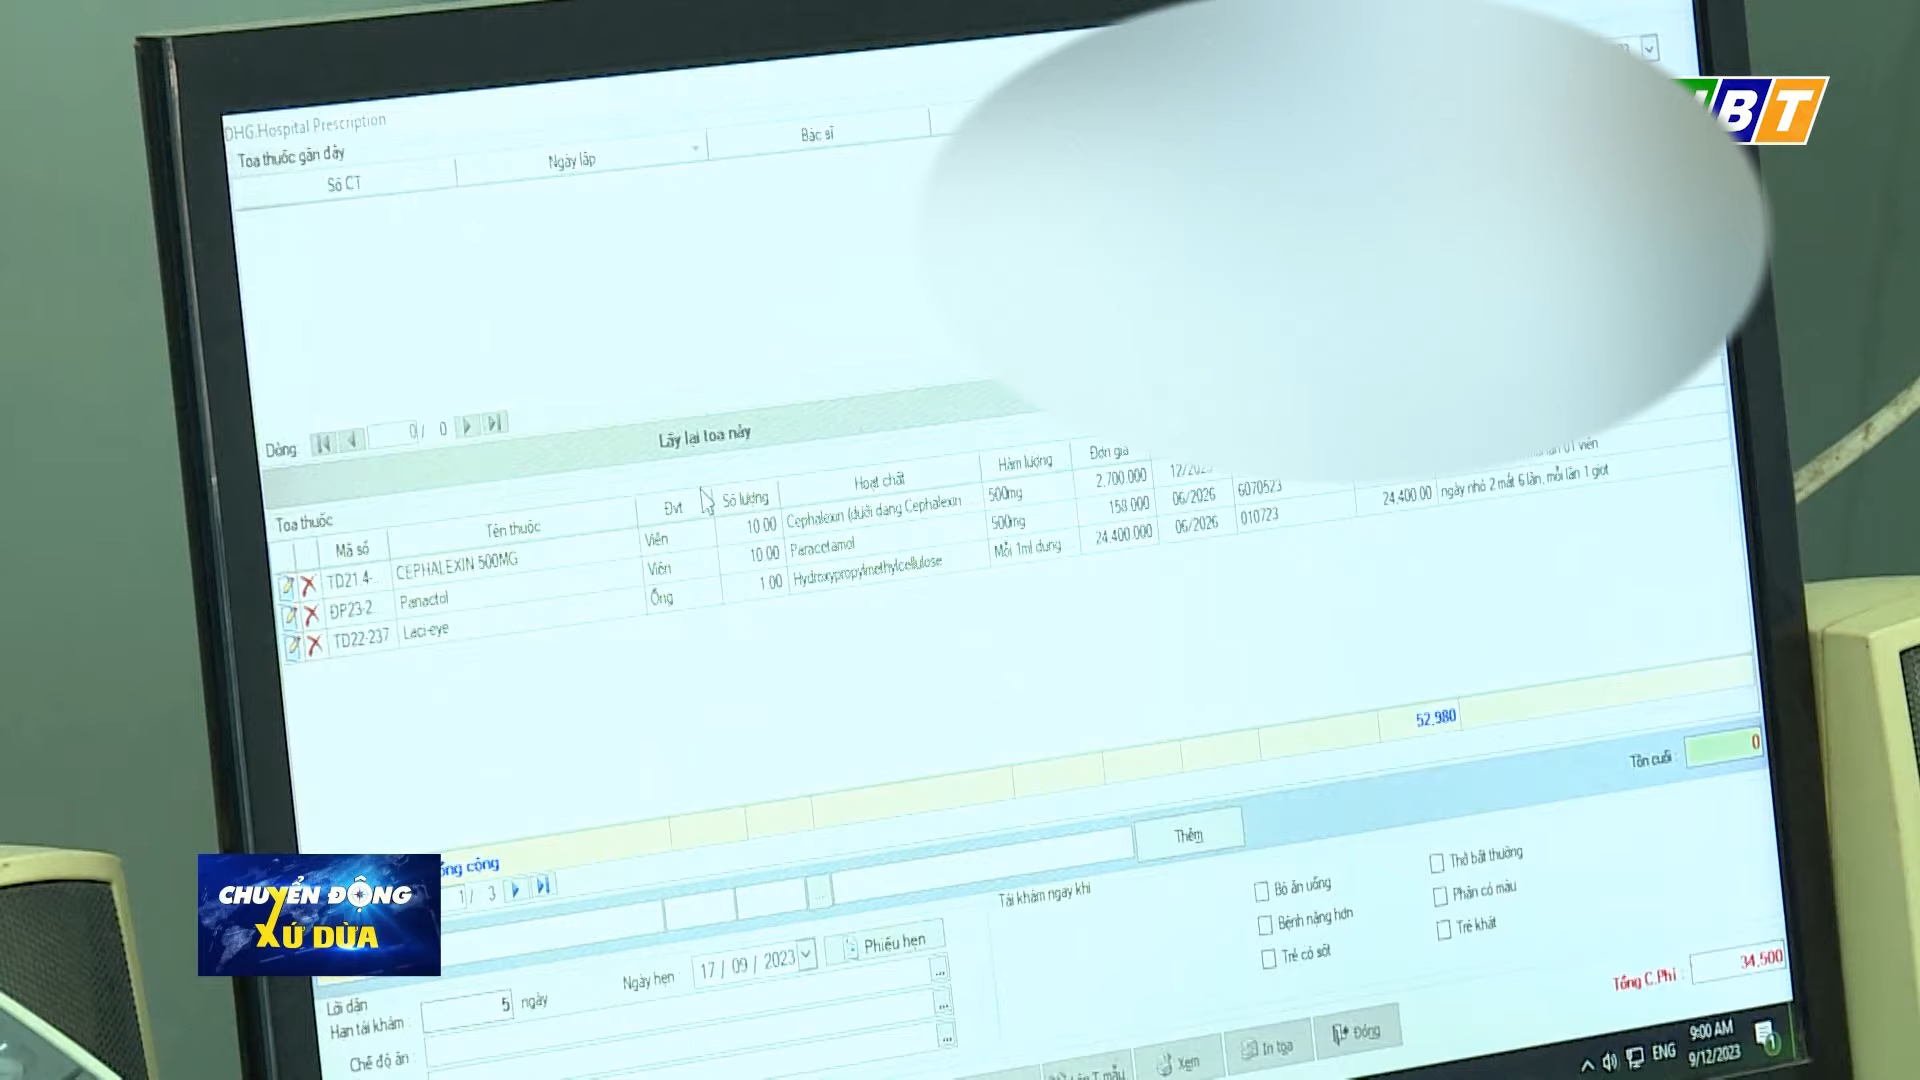 DHG.Hospital Prescription
Toa thuốc gần đây
Số CT Ngày lập Bác sĩ
BT
Dòng 0 / 0
Lấy lại toa này
Toa thuốc
Mã số Tên thuốc Đvt Số lượng Hoạt chất Hàm lượng Đơn giá
TD21.4-... CEPHALEXIN 500MG Viên 10.00 Cephalexin (dưới dạng Cephalexin 500mg 2.700.000 01 viên
ĐP23-2... Panactol Viên 10.00 Paracetamol 500mg 158.000 06/2026 6070523
TD22-237 Laci-eye Ống 1.00 Hydroxypropylmethylcellulose Mỗi 1ml dung 24.400.000 06/2026 010723 24.400.00 ngày nhỏ 2 mắt 6 lần, mỗi lần 1 giọt
52.980
Tồn cuối : 0
cộng
1 / 3
Thêm
CHUYỂN ĐỘNG
XỨ DỪA
Tái khám ngay khi
Bỏ ăn uống
Thở bất thường
Bệnh nặng hơn
Phân có máu
Trẻ có sốt
Trẻ khát
Lời dặn
Hạn tái khám : 5 ngày
Ngày hẹn 17 / 09 / 2023 Phiếu hẹn
Chế độ ăn :
Tổng C.Phí : 34.500
mẫu Xem In toa Đóng
ENG 9:00 AM
9/12/2023
1